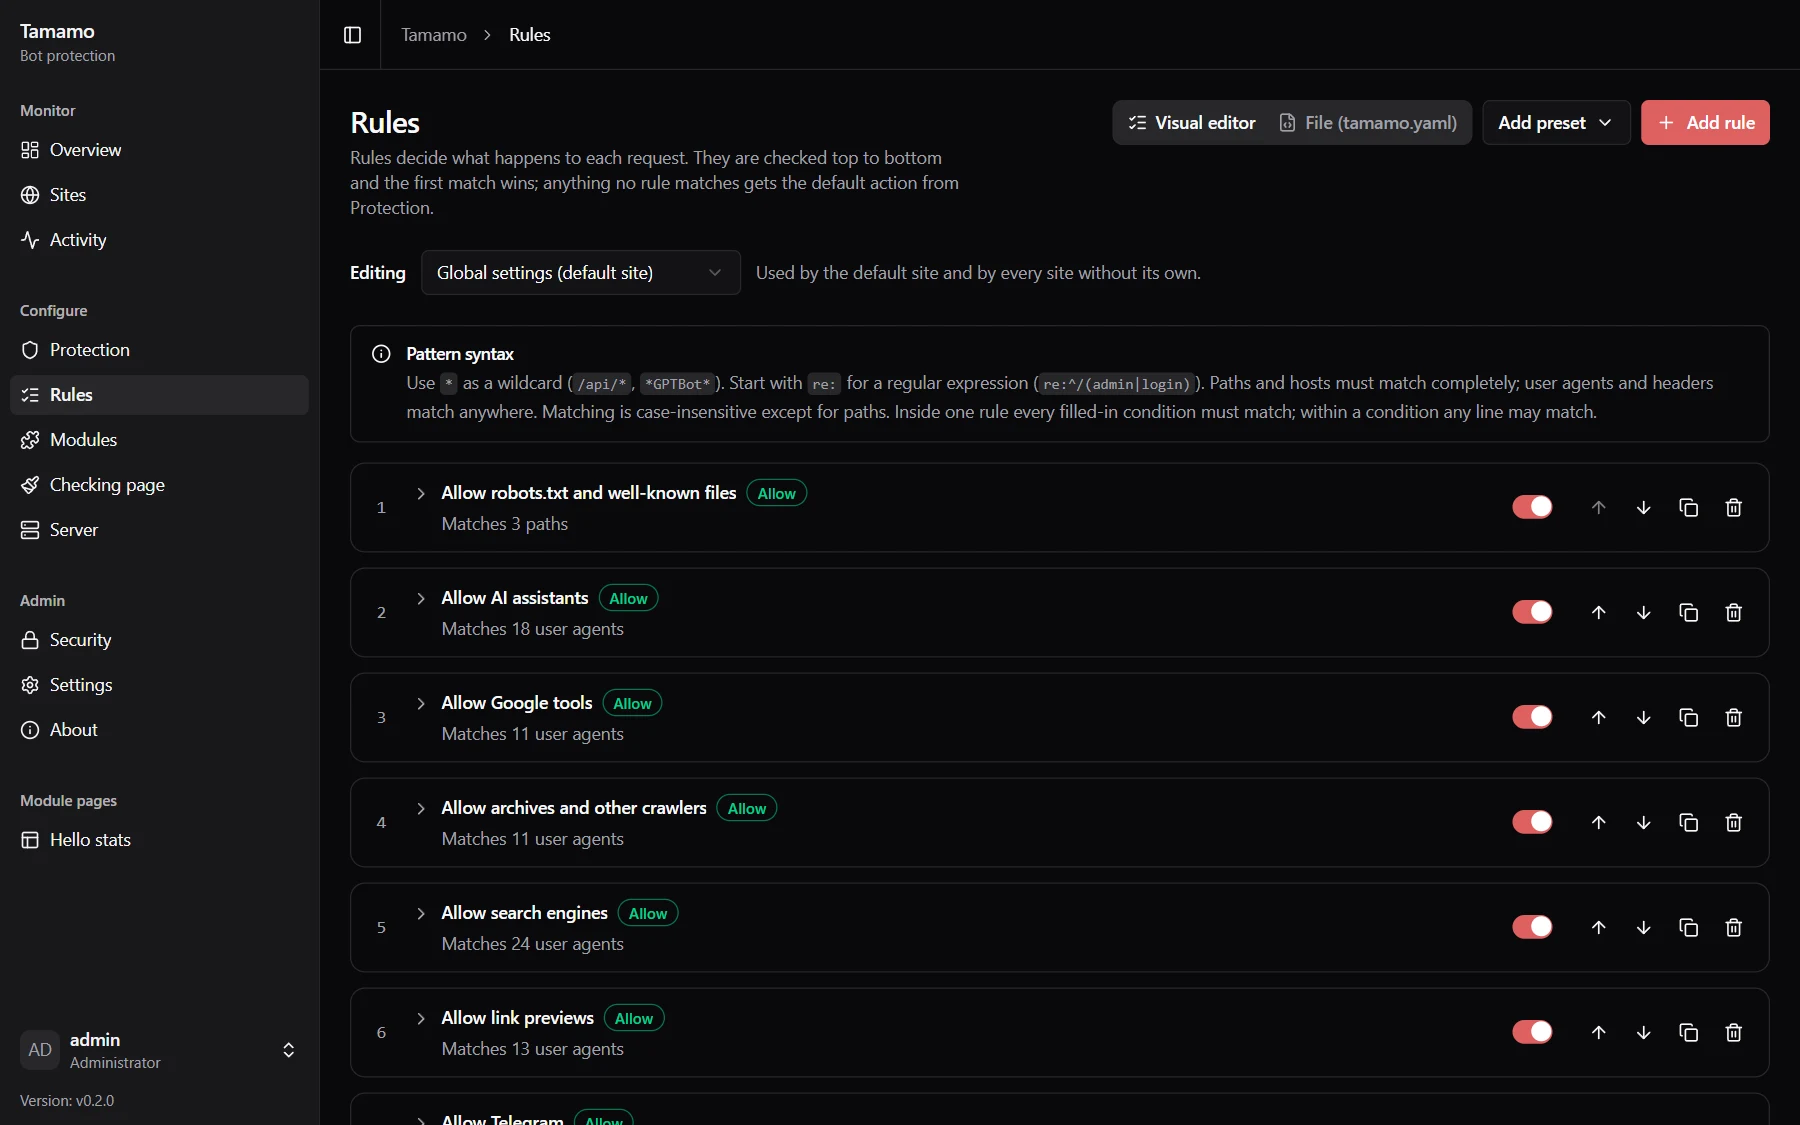 Tamamo
Bot protection
Monitor
Overview
Sites
Activity
Configure
Protection
Rules
Modules
Checking page
Server
Admin
Security
Settings
About
Module pages
Hello stats
AD
admin
Administrator
Version: v0.2.0
Tamamo > Rules
Rules
Rules decide what happens to each request. They are checked top to bottom
and the first match wins; anything no rule matches gets the default action from
Protection.
Visual editor File (tamamo.yaml) Add preset + Add rule
Editing Global settings (default site) Used by the default site and by every site without its own.
Pattern syntax
Use * as a wildcard (/api/*, *GPTBot*). Start with re: for a regular expression (re:^/(admin|login)). Paths and hosts must match completely; user agents and headers
match anywhere. Matching is case-insensitive except for paths. Inside one rule every filled-in condition must match; within a condition any line may match.
1 Allow robots.txt and well-known files Allow
Matches 3 paths
2 Allow AI assistants Allow
Matches 18 user agents
3 Allow Google tools Allow
Matches 11 user agents
4 Allow archives and other crawlers Allow
Matches 11 user agents
5 Allow search engines Allow
Matches 24 user agents
6 Allow link previews Allow
Matches 13 user agents
Allow Telegram Allow